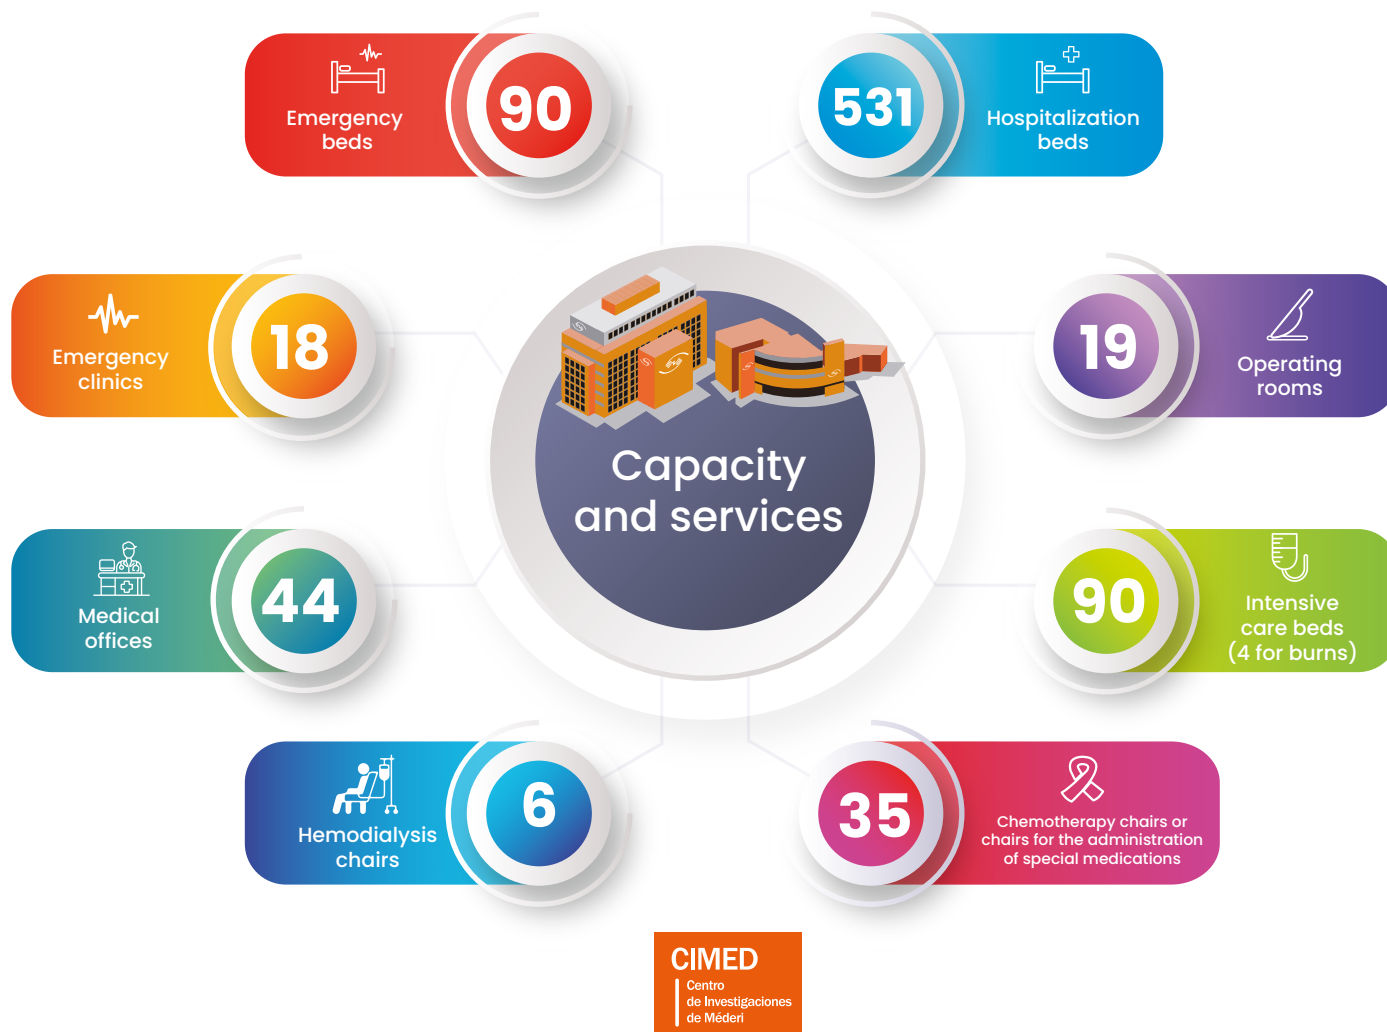 90
Emergency
beds
531
Hospitalization
beds
18
Emergency
clinics
19
Operating
rooms
Capacity
and services
44
Medical
offices
90
Intensive
care beds
(4 for burns)
6
Hemodialysis
chairs
35
Chemotherapy chairs or
chairs for the administration
of special medications
CIMED
Centro
de Investigaciones
de Méderi